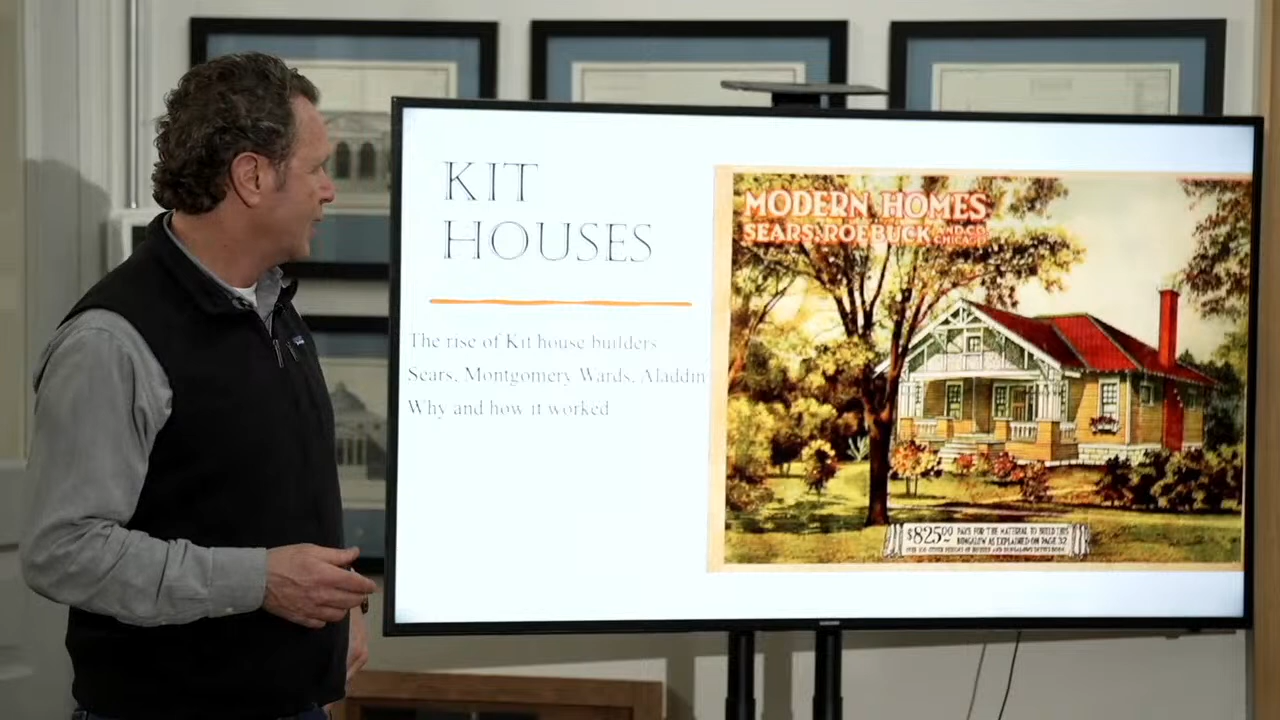 KIT
HOUSES
The rise of Kit house builders
Sears, Montgomery Wards, Aladdin
Why and how it worked
MODERN HOMES
SEARS, ROEBUCK AND CO.
CHICAGO
$825.00 PAYS FOR THE MATERIAL TO BUILD THIS
BUNGALOW AS EXPLAINED ON PAGE 32
SAMSUNG